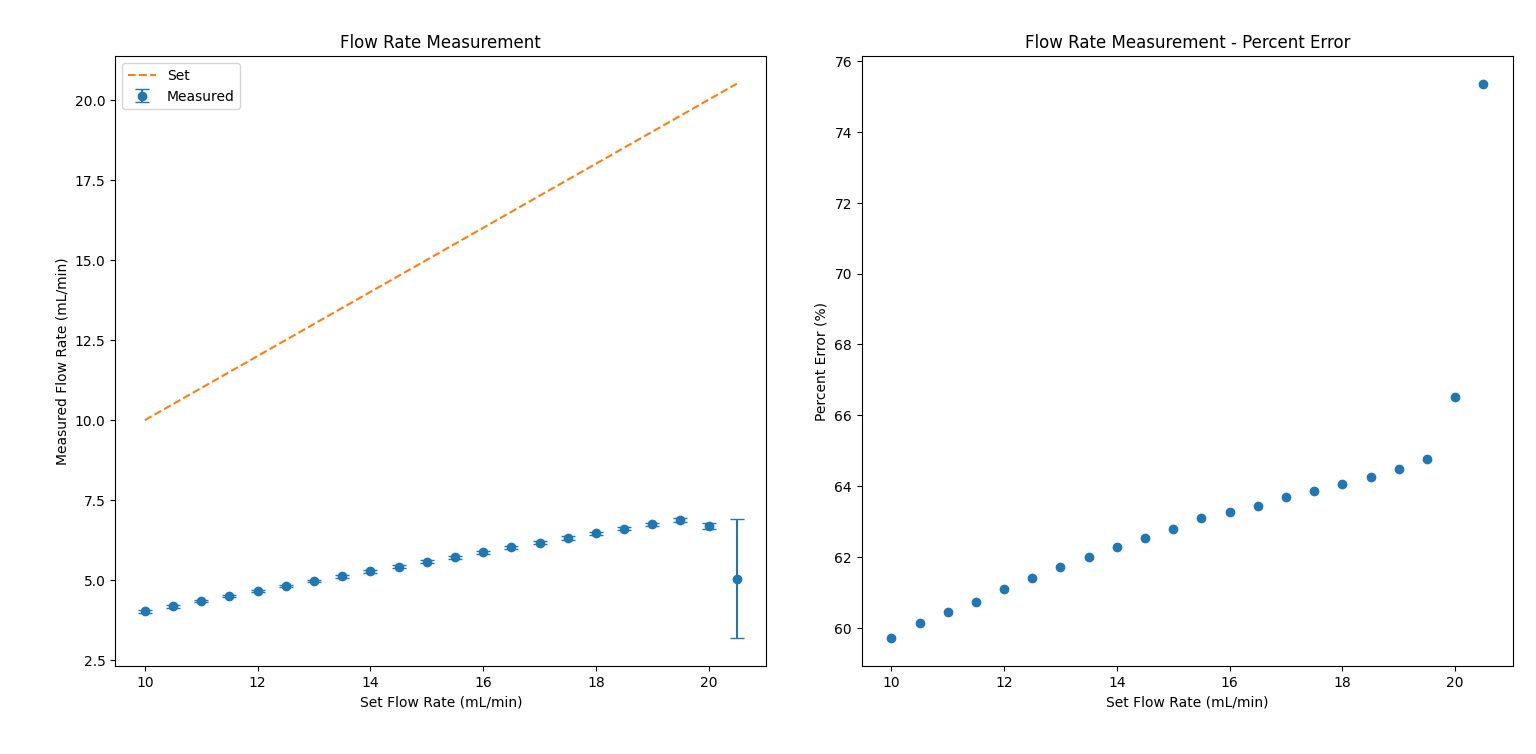 Flow Rate Measurement
Set
Measured
20.0
17.5
15.0
12.5
10.0
7.5
5.0
2.5
Measured Flow Rate (mL/min)
10 12 14 16 18 20
Set Flow Rate (mL/min)
Flow Rate Measurement - Percent Error
76
74
72
70
68
66
64
62
60
Percent Error (%)
10 12 14 16 18 20
Set Flow Rate (mL/min)